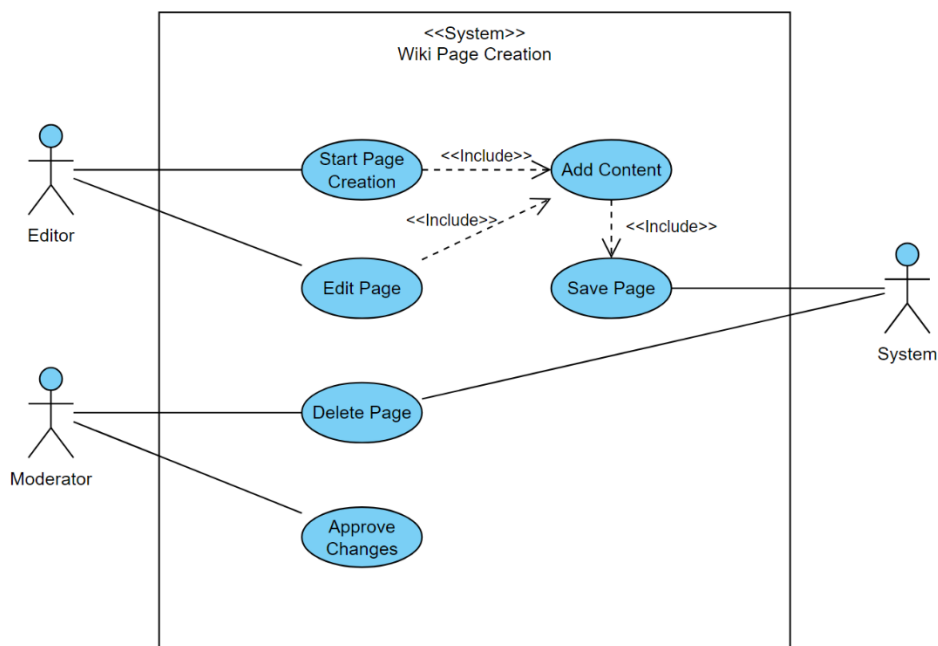 <<System>>
Wiki Page Creation
Start Page
Creation
<<Include>>
Add Content
Editor
<<Include>>
<<Include>>
Edit Page
Save Page
System
Delete Page
Moderator
Approve
Changes